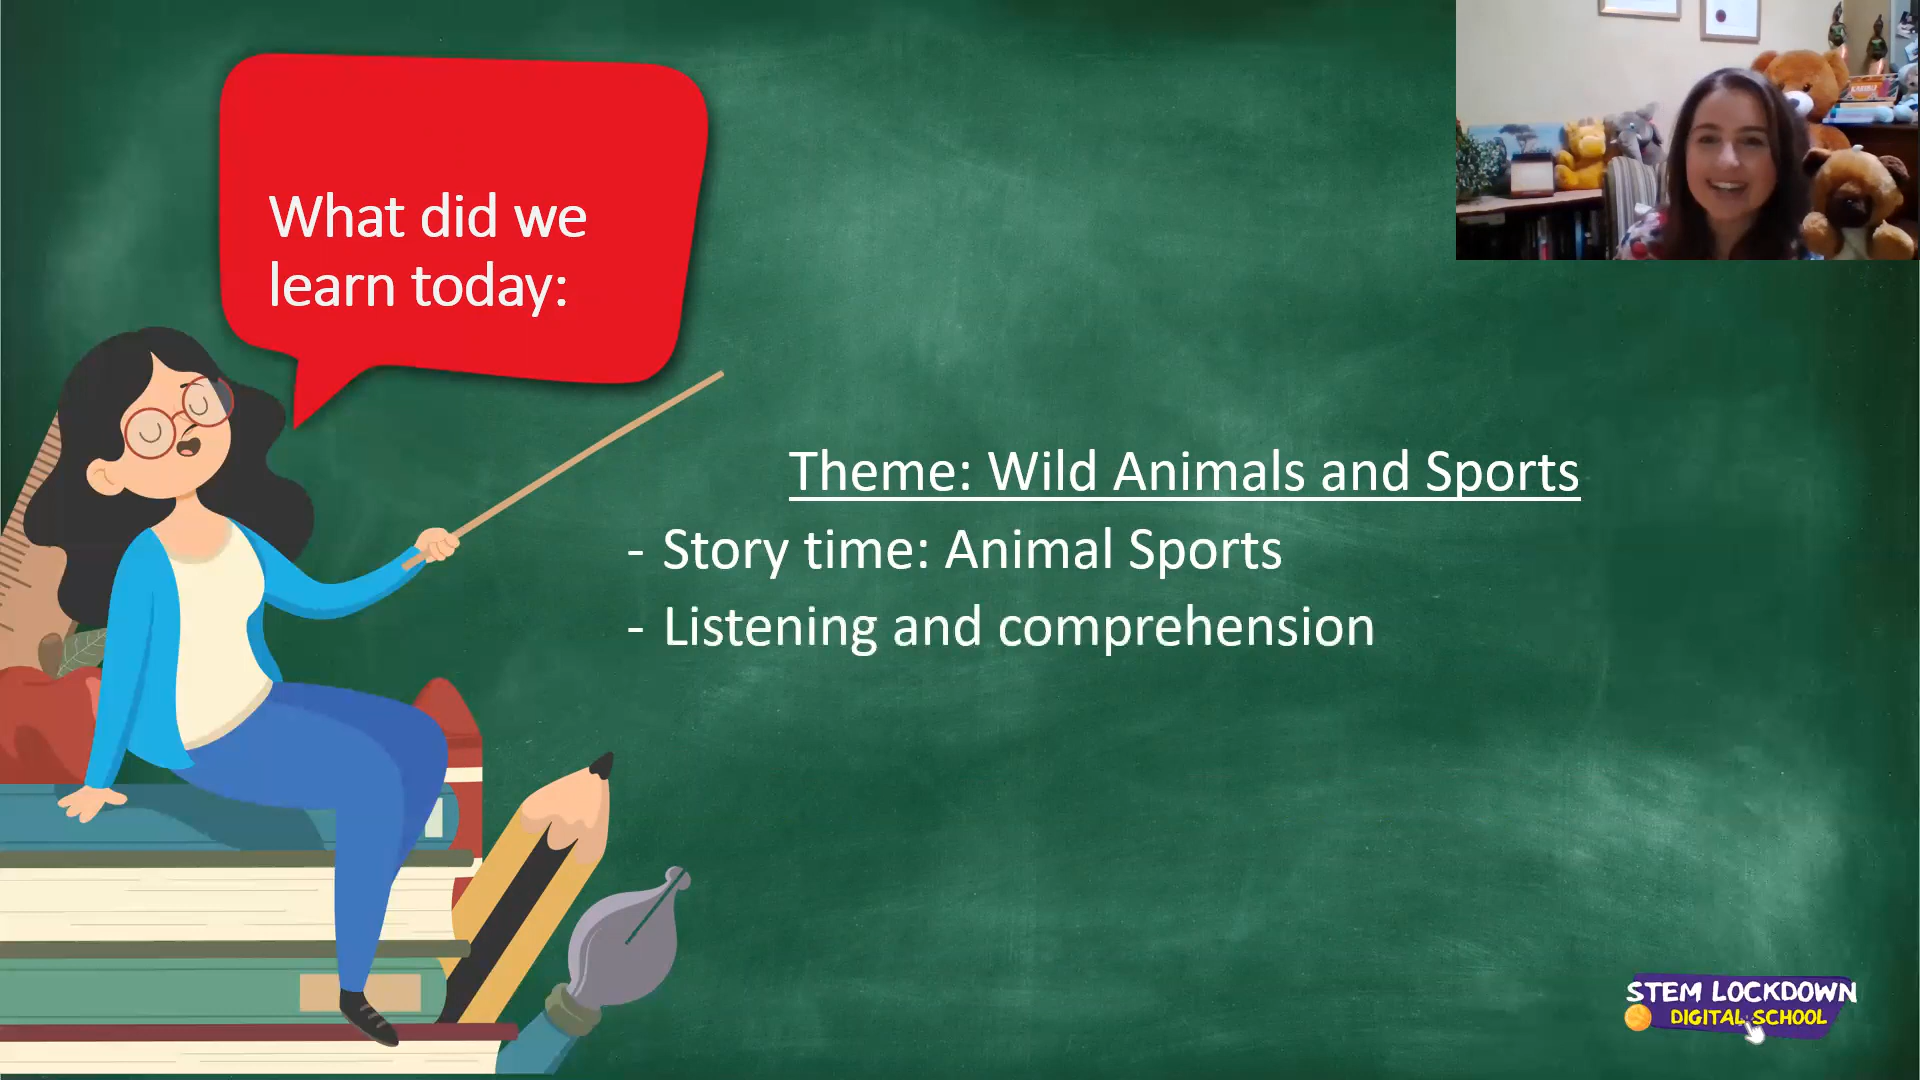 What did we
learn today:
Theme: Wild Animals and Sports
- Story time: Animal Sports
- Listening and comprehension
STEM LOCKDOWN
DIGITAL SCHOOL